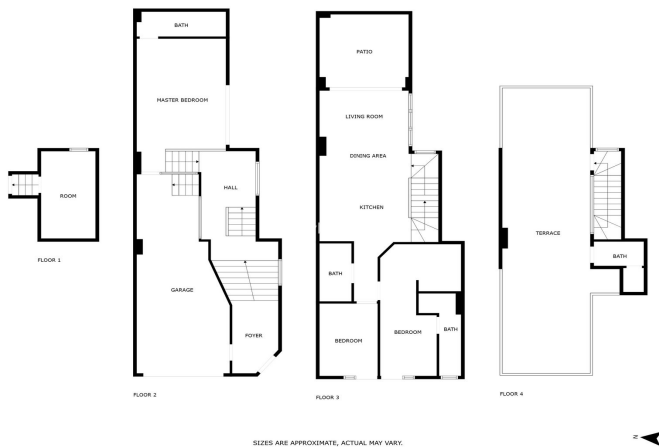 BATH
MASTER BEDROOM
HALL
GARAGE
FOYER
FLOOR 2
ROOM
FLOOR 1
PATIO
LIVING ROOM
DINING AREA
KITCHEN
BATH
BEDROOM
BEDROOM
BATH
FLOOR 3
TERRACE
BATH
FLOOR 4
SIZES ARE APPROXIMATE, ACTUAL MAY VARY.
N